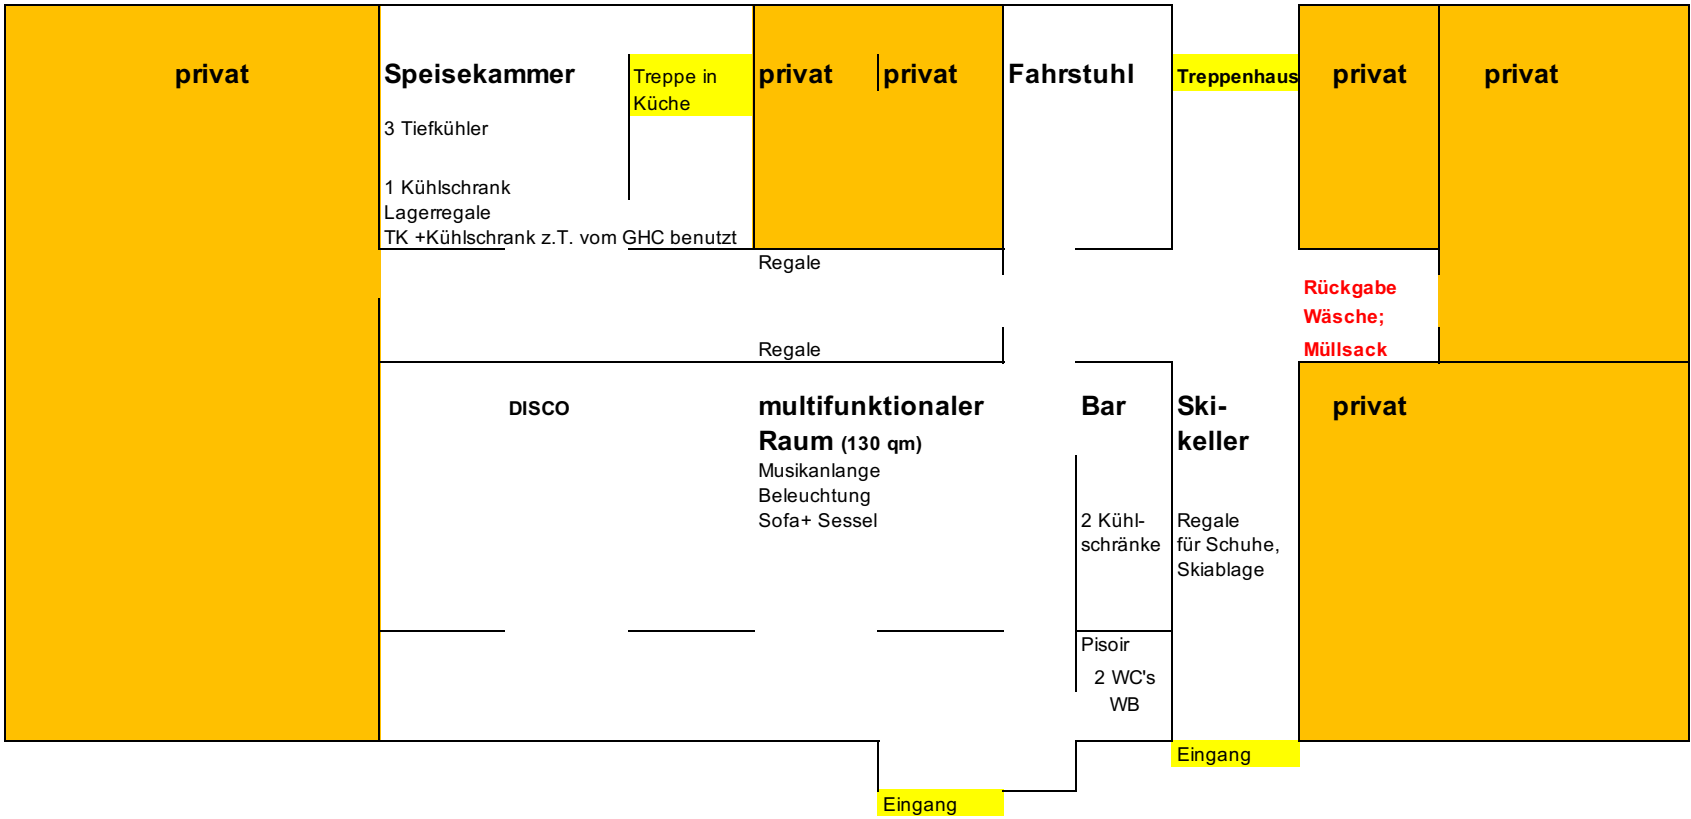 privat
Speisekammer
Treppe in
Küche
privat
privat
Fahrstuhl
Treppenhaus
privat
privat
3 Tiefkühler
1 Kühlschrank
Lagerregale
TK +Kühlschrank z.T. vom GHC benutzt
Regale
Rückgabe
Wäsche;
Müllsack
Regale
DISCO
multifunktionaler
Raum (130 qm)
Musikanlange
Beleuchtung
Sofa+ Sessel
Bar
2 Kühl-
schränke
Ski-
keller
Regale
für Schuhe,
Skiablage
privat
Pisoir
2 WC's
WB
Eingang
Eingang